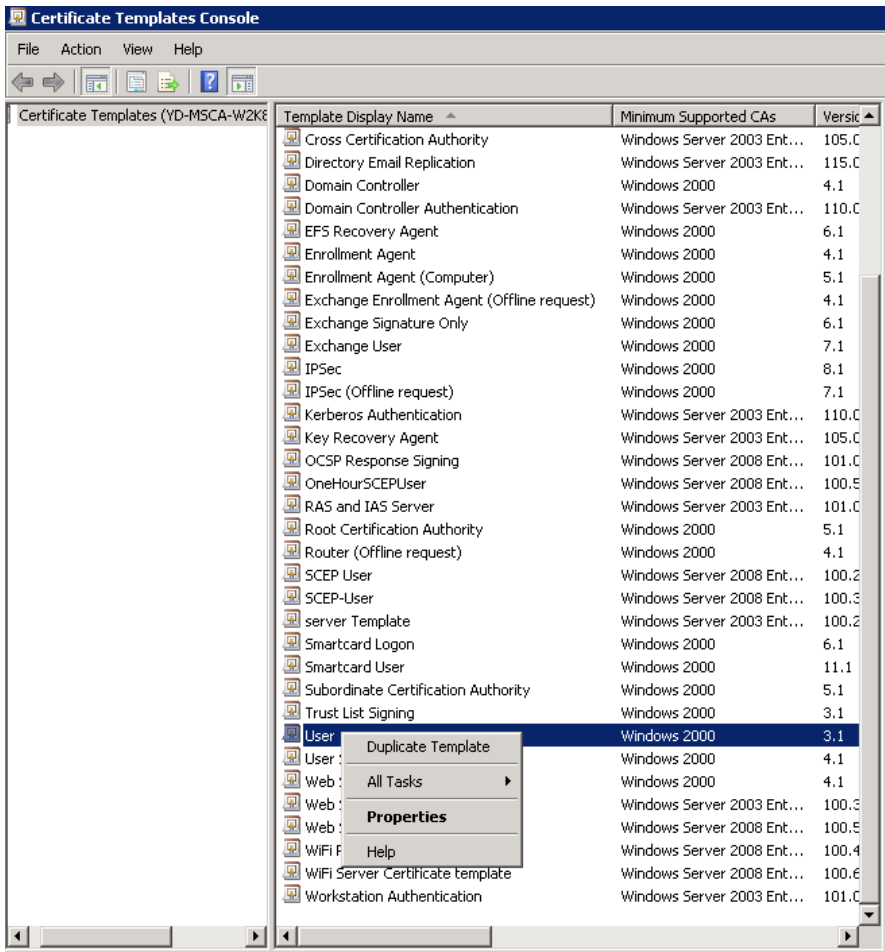 Certificate Templates Console
File Action View Help
Certificate Templates (YD-MSCA-W2K8
Template Display Name Minimum Supported CAs Versic
Cross Certification Authority Windows Server 2003 Ent... 105.0
Directory Email Replication Windows Server 2003 Ent... 115.0
Domain Controller Windows 2000 4.1
Domain Controller Authentication Windows Server 2003 Ent... 110.0
EFS Recovery Agent Windows 2000 6.1
Enrollment Agent Windows 2000 4.1
Enrollment Agent (Computer) Windows 2000 5.1
Exchange Enrollment Agent (Offline request) Windows 2000 4.1
Exchange Signature Only Windows 2000 6.1
Exchange User Windows 2000 7.1
IPSec Windows 2000 8.1
IPSec (Offline request) Windows 2000 7.1
Kerberos Authentication Windows Server 2003 Ent... 110.0
Key Recovery Agent Windows Server 2003 Ent... 105.0
OCSP Response Signing Windows Server 2008 Ent... 101.0
OneHourSCEPUser Windows Server 2008 Ent... 100.5
RAS and IAS Server Windows Server 2003 Ent... 101.0
Root Certification Authority Windows 2000 5.1
Router (Offline request) Windows 2000 4.1
SCEP User Windows Server 2008 Ent... 100.2
SCEP-User Windows Server 2008 Ent... 100.3
server Template Windows Server 2003 Ent... 100.2
Smartcard Logon Windows 2000 6.1
Smartcard User Windows 2000 11.1
Subordinate Certification Authority Windows 2000 5.1
Trust List Signing Windows 2000 3.1
User Windows 2000 3.1
Duplicate Template
User Windows 2000 4.1
Web All Tasks Windows 2000 4.1
Web Windows Server 2003 Ent... 100.3
Properties
Web Windows Server 2008 Ent... 100.5
WiFi Windows Server 2008 Ent... 100.4
Help
WiFi Server Certificate template Windows Server 2008 Ent... 100.6
Workstation Authentication Windows Server 2003 Ent... 101.0